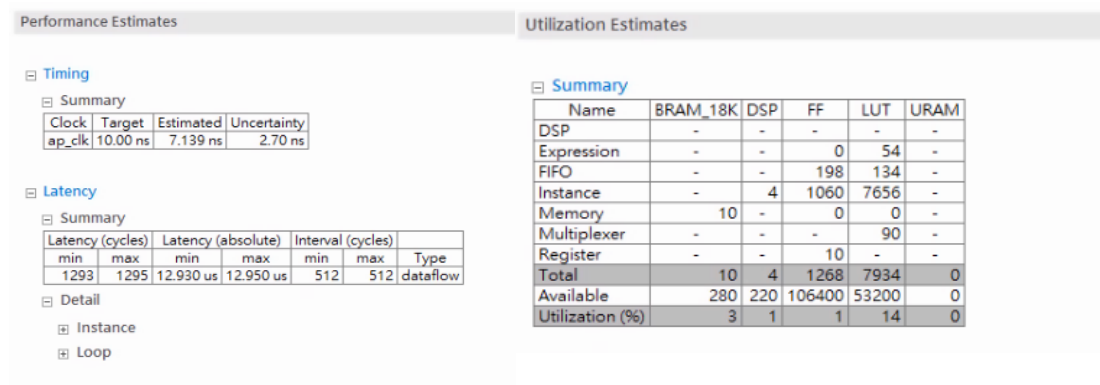 Performance Estimates
Timing
Summary
Clock Target Estimated Uncertainty
ap_clk 10.00 ns 7.139 ns 2.70 ns
Latency
Summary
Latency (cycles) Latency (absolute) Interval (cycles)
min max min max min max Type
1293 1295 12.930 us 12.950 us 512 512 dataflow
Detail
Instance
Loop
Utilization Estimates
Summary
Name BRAM_18K DSP FF LUT URAM
DSP - - - - -
Expression - - 0 54 -
FIFO - - 198 134 -
Instance - 4 1060 7656 -
Memory 10 - 0 0 -
Multiplexer - - - 90 -
Register - - 10 - -
Total 10 4 1268 7934 0
Available 280 220 106400 53200 0
Utilization (%) 3 1 1 14 0